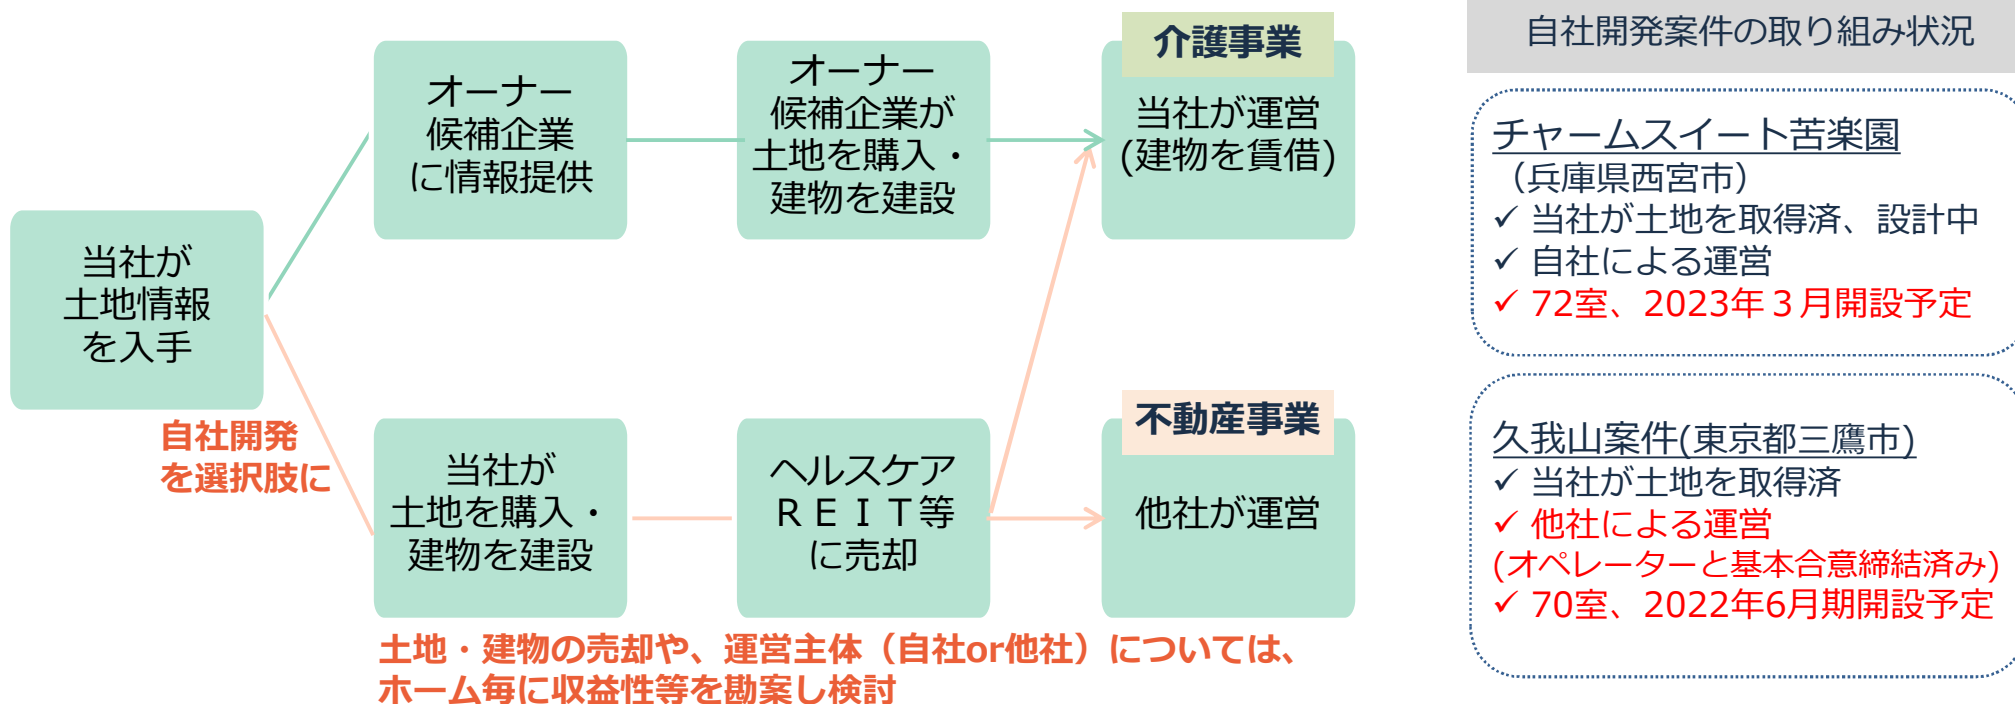 当社が
土地情報
を入手
自社開発
を選択肢に
オーナー
候補企業
に情報提供
オーナー
候補企業が
土地を購入・
建物を建設
介護事業
当社が運営
(建物を賃借)
当社が
土地を購入・
建物を建設
ヘルスケア
ＲＥＩＴ等
に売却
不動産事業
他社が運営
土地・建物の売却や、運営主体（自社or他社）については、
ホーム毎に収益性等を勘案し検討
自社開発案件の取り組み状況
チャームスイート苦楽園
（兵庫県西宮市）
✓ 当社が土地を取得済、設計中
✓ 自社による運営
✓ 72室、2023年３月開設予定
久我山案件(東京都三鷹市)
✓ 当社が土地を取得済
✓ 他社による運営
(オペレーターと基本合意締結済み)
✓ 70室、2022年6月期開設予定